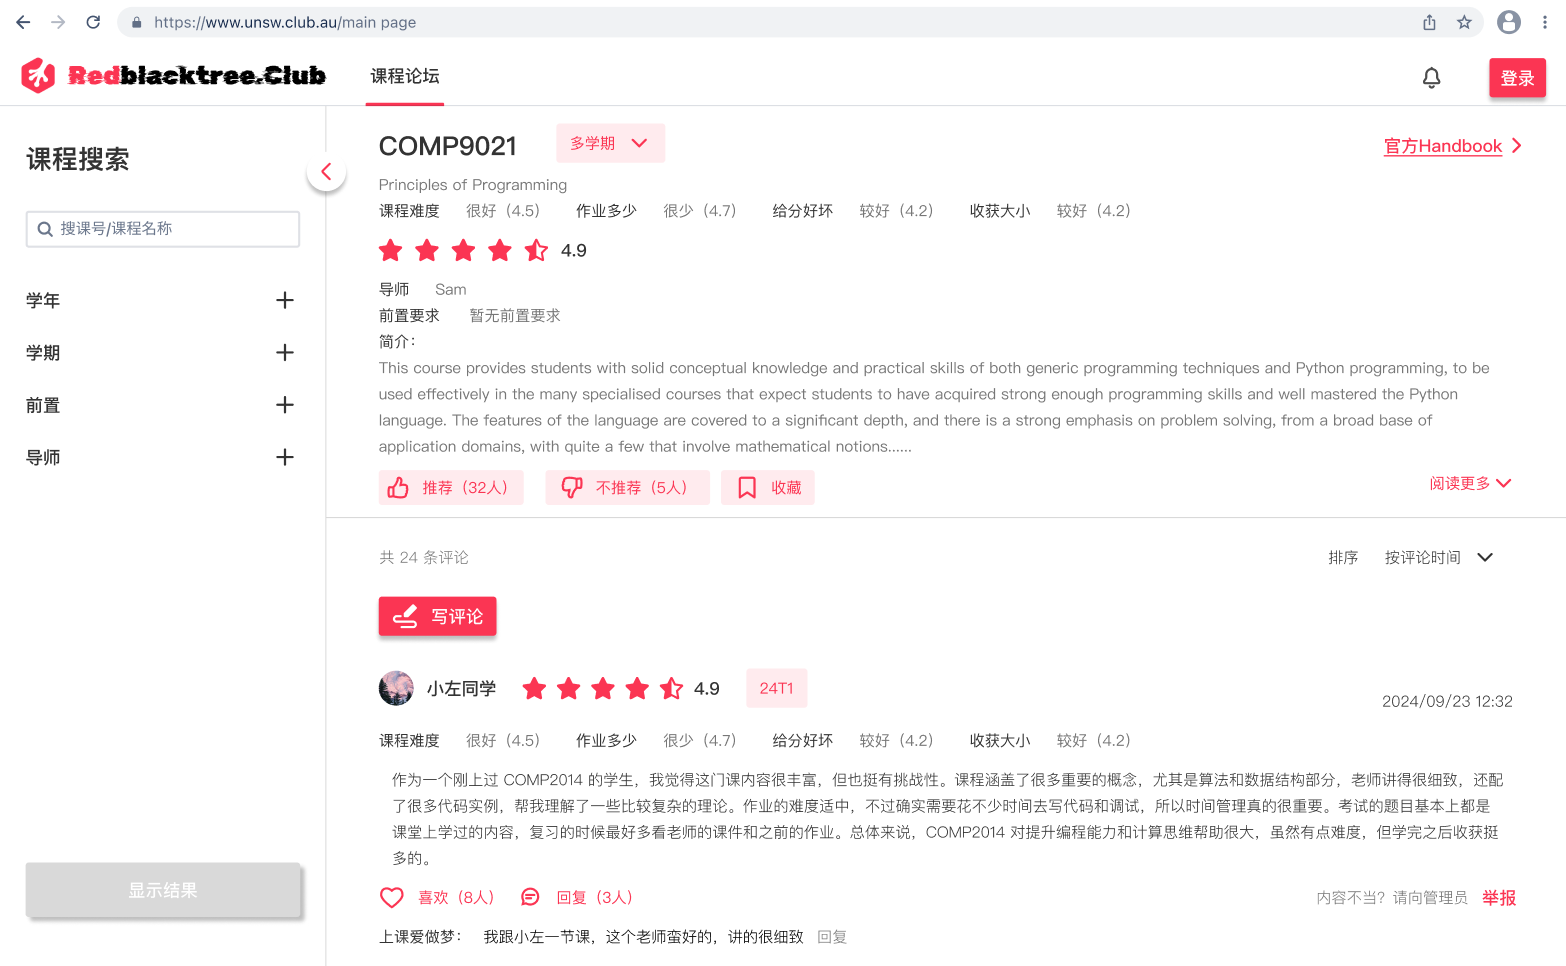 https://www.unsw.club.au/main page
Redblacktree.Club
课程论坛
登录
课程搜索
搜课号/课程名称
学年
学期
前置
导师
显示结果
COMP9021
多学期
官方Handbook
Principles of Programming
课程难度 很好（4.5） 作业多少 很少（4.7） 给分好坏 较好（4.2） 收获大小 较好（4.2）
4.9
导师 Sam
前置要求 暂无前置要求
简介：
This course provides students with solid conceptual knowledge and practical skills of both generic programming techniques and Python programming, to be
used effectively in the many specialised courses that expect students to have acquired strong enough programming skills and well mastered the Python
language. The features of the language are covered to a significant depth, and there is a strong emphasis on problem solving, from a broad base of
application domains, with quite a few that involve mathematical notions......
推荐（32人） 不推荐（5人） 收藏
阅读更多
共 24 条评论
排序 按评论时间
写评论
小左同学 4.9 24T1
2024/09/23 12:32
课程难度 很好（4.5） 作业多少 很少（4.7） 给分好坏 较好（4.2） 收获大小 较好（4.2）
作为一个刚上过 COMP2014 的学生，我觉得这门课内容很丰富，但也挺有挑战性。课程涵盖了很多重要的概念，尤其是算法和数据结构部分，老师讲得很细致，还配
了很多代码实例，帮我理解了一些比较复杂的理论。作业的难度适中，不过确实需要花不少时间去写代码和调试，所以时间管理真的很重要。考试的题目基本上都是
课堂上学过的内容，复习的时候最好多看老师的课件和之前的作业。总体来说，COMP2014 对提升编程能力和计算思维帮助很大，虽然有点难度，但学完之后收获挺
多的。
喜欢（8人） 回复（3人）
内容不当？请向管理员 举报
上课爱做梦： 我跟小左一节课，这个老师蛮好的，讲的很细致 回复